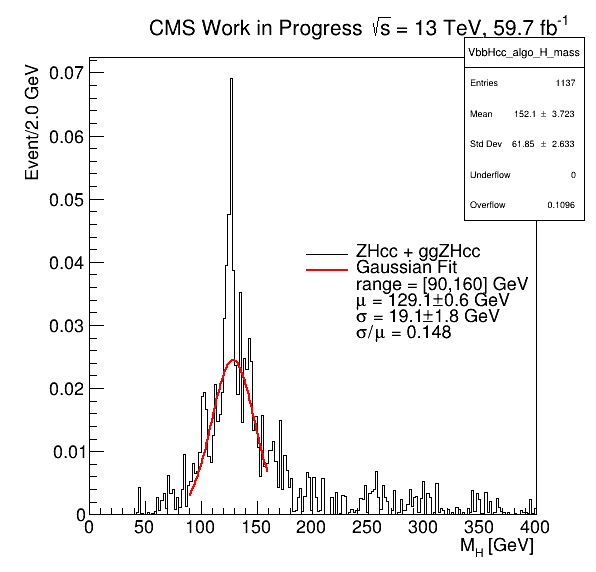 CMS Work in Progress √s = 13 TeV, 59.7 fb⁻¹
VbbHcc_algo_H_mass
Entries 1137
Mean 152.1 ± 3.723
Std Dev 61.85 ± 2.633
Underflow 0
Overflow 0.1096
Event/2.0 GeV
0.07
0.06
0.05
0.04
0.03
0.02
0.01
0
ZHcc + ggZHcc
Gaussian Fit
range = [90,160] GeV
μ = 129.1±0.6 GeV
σ = 19.1±1.8 GeV
σ/μ = 0.148
0 50 100 150 200 250 300 350 400
M_H [GeV]